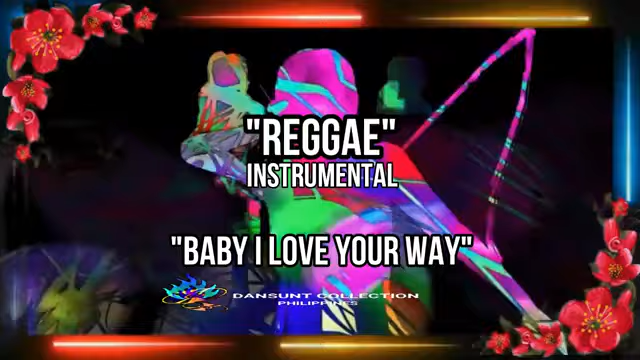 "REGGAE"
INSTRUMENTAL
"BABY I LOVE YOUR WAY"
DANSUNT COLLECTION
PHILIPPINES